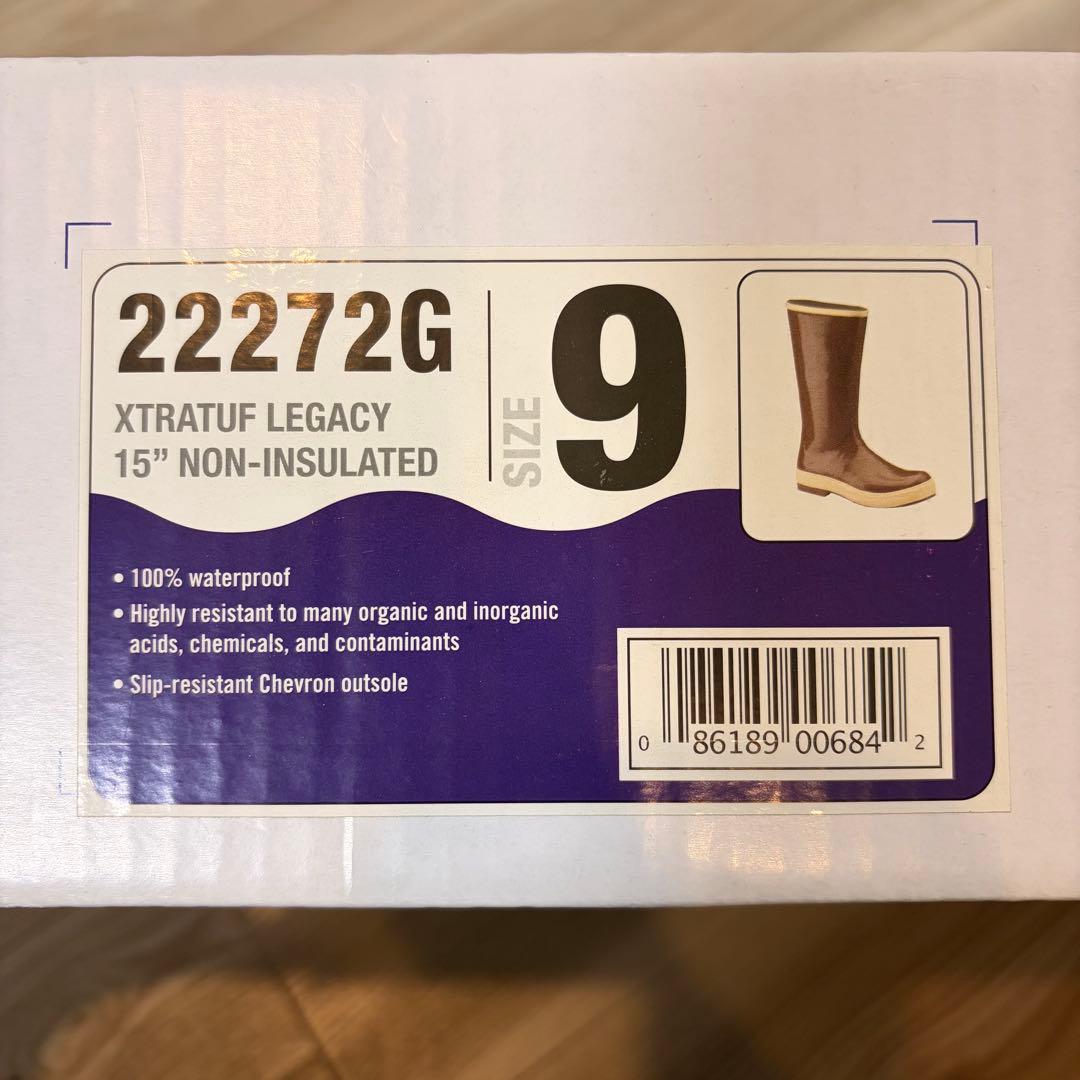 22272G
XTRATUF LEGACY
15” NON-INSULATED
SIZE
9
• 100% waterproof
• Highly resistant to many organic and inorganic
acids, chemicals, and contaminants
• Slip-resistant Chevron outsole
0 86189 00684 2